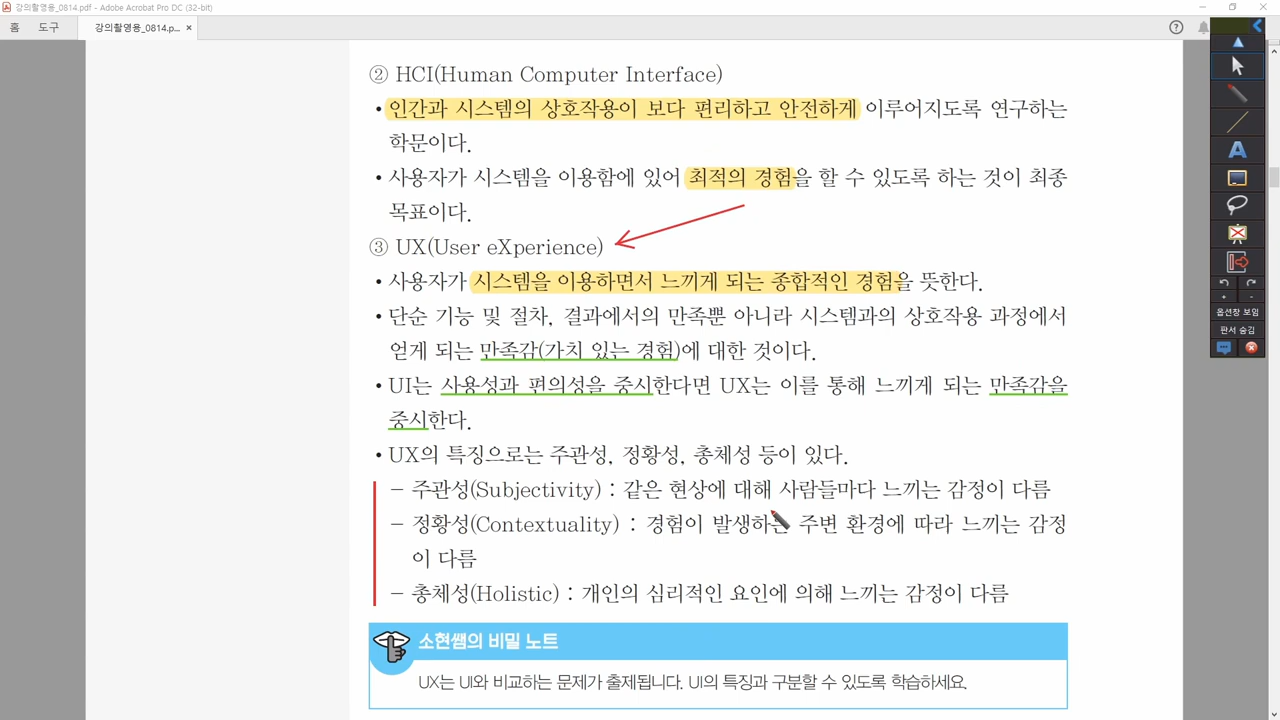 강의촬영용_0814.pdf - Adobe Acrobat Pro DC (32-bit)
홈 도구 강의촬영용_0814.p... ×
② HCI(Human Computer Interface)
• 인간과 시스템의 상호작용이 보다 편리하고 안전하게 이루어지도록 연구하는
학문이다.
• 사용자가 시스템을 이용함에 있어 최적의 경험을 할 수 있도록 하는 것이 최종
목표이다.
③ UX(User eXperience)
• 사용자가 시스템을 이용하면서 느끼게 되는 종합적인 경험을 뜻한다.
• 단순 기능 및 절차, 결과에서의 만족뿐 아니라 시스템과의 상호작용 과정에서
얻게 되는 만족감(가치 있는 경험)에 대한 것이다.
• UI는 사용성과 편의성을 중시한다면 UX는 이를 통해 느끼게 되는 만족감을
중시한다.
• UX의 특징으로는 주관성, 정황성, 총체성 등이 있다.
– 주관성(Subjectivity) : 같은 현상에 대해 사람들마다 느끼는 감정이 다름
– 정황성(Contextuality) : 경험이 발생하는 주변 환경에 따라 느끼는 감정
이 다름
– 총체성(Holistic) : 개인의 심리적인 요인에 의해 느끼는 감정이 다름
소현쌤의 비밀 노트
UX는 UI와 비교하는 문제가 출제됩니다. UI의 특징과 구분할 수 있도록 학습하세요.
옵션창 보임
판서 숨김